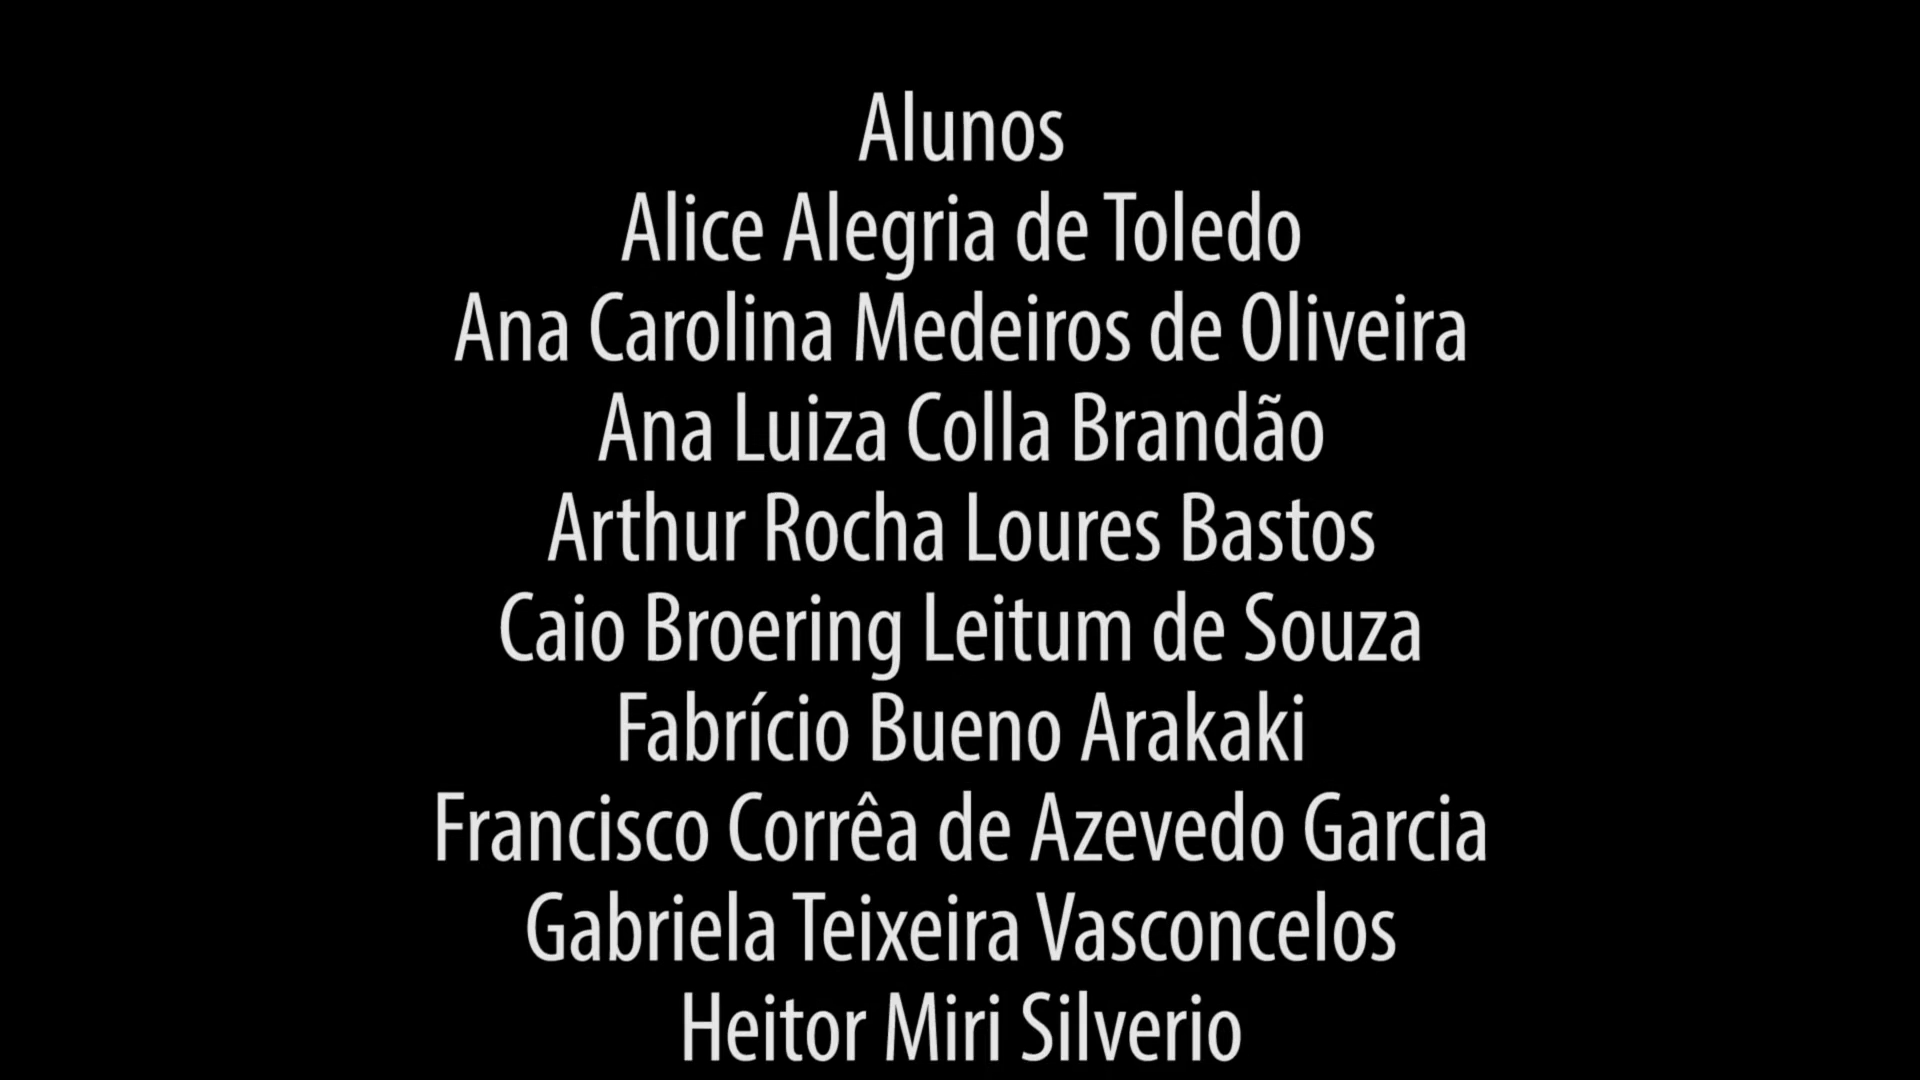 Alunos
Alice Alegria de Toledo
Ana Carolina Medeiros de Oliveira
Ana Luiza Colla Brandão
Arthur Rocha Loures Bastos
Caio Broering Leitum de Souza
Fabrício Bueno Arakaki
Francisco Corrêa de Azevedo Garcia
Gabriela Teixeira Vasconcelos
Heitor Miri Silverio